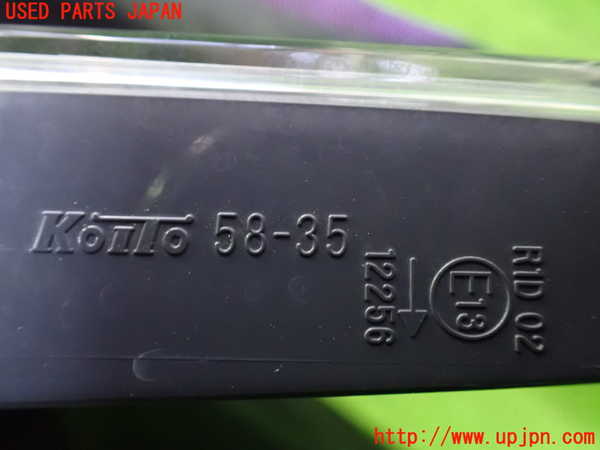 USED PARTS JAPAN
KOITO 58-35
12256
E13
R1D 02
http://www.upjpn.com/